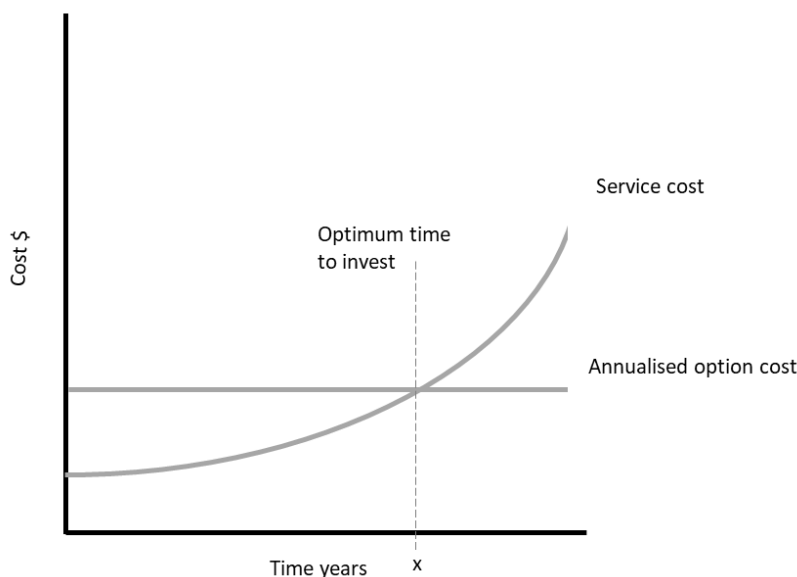 Service cost
Optimum time
to invest
Cost $
Annualised option cost
Time years
x